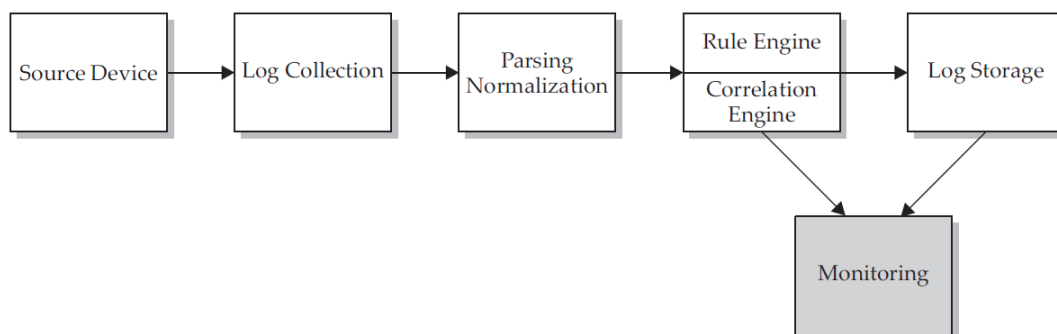 Source Device
Log Collection
Parsing
Normalization
Rule Engine
Correlation
Engine
Log Storage
Monitoring